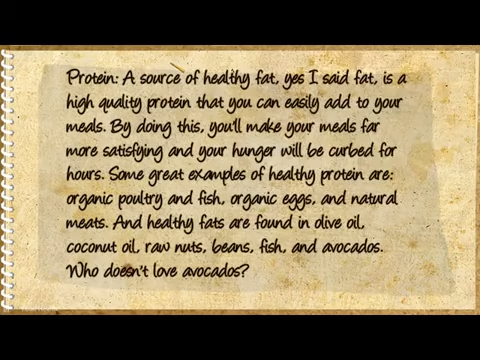 Protein: A source of healthy fat, yes I said fat, is a
high quality protein that you can easily add to your
meals. By doing this, you'll make your meals far
more satisfying and your hunger will be curbed for
hours. Some great examples of healthy protein are:
organic poultry and fish, organic eggs, and natural
meats. And healthy fats are found in olive oil,
coconut oil, raw nuts, beans, fish, and avocados.
Who doesn't love avocados?